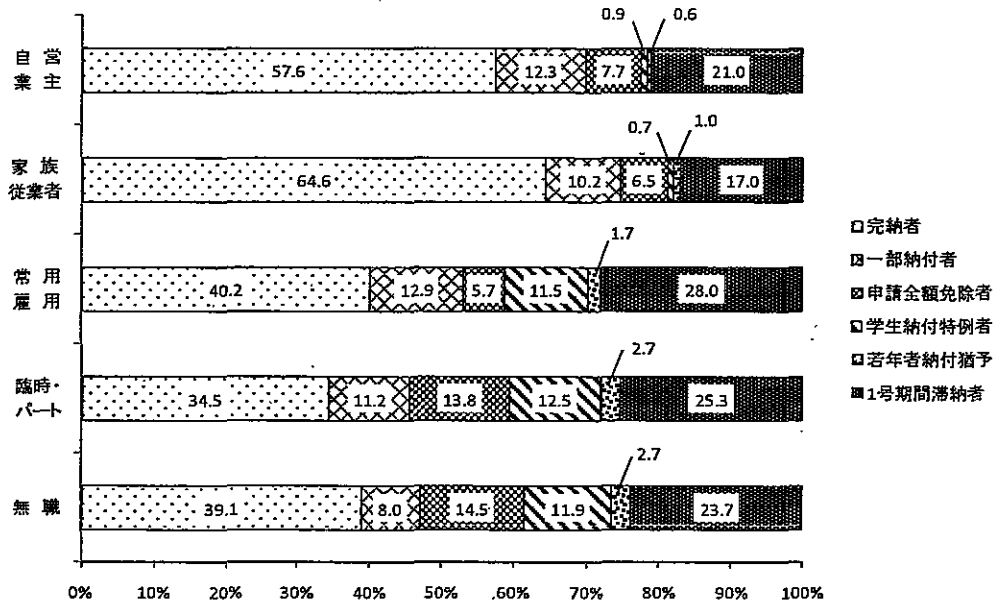 0.9 0.6
自営
業主
57.6 12.3 7.7 21.0
0.7 1.0
家族
従業者
64.6 10.2 6.5 17.0
1.7
常用
雇用
40.2 12.9 5.7 11.5 28.0
2.7
臨時・
パート
34.5 11.2 13.8 12.5 25.3
2.7
無職
39.1 8.0 14.5 11.9 23.7
0% 10% 20% 30% 40% 50% 60% 70% 80% 90% 100%
完納者
一部納付者
申請全額免除者
学生納付特例者
若年者納付猶予
1号期間滞納者